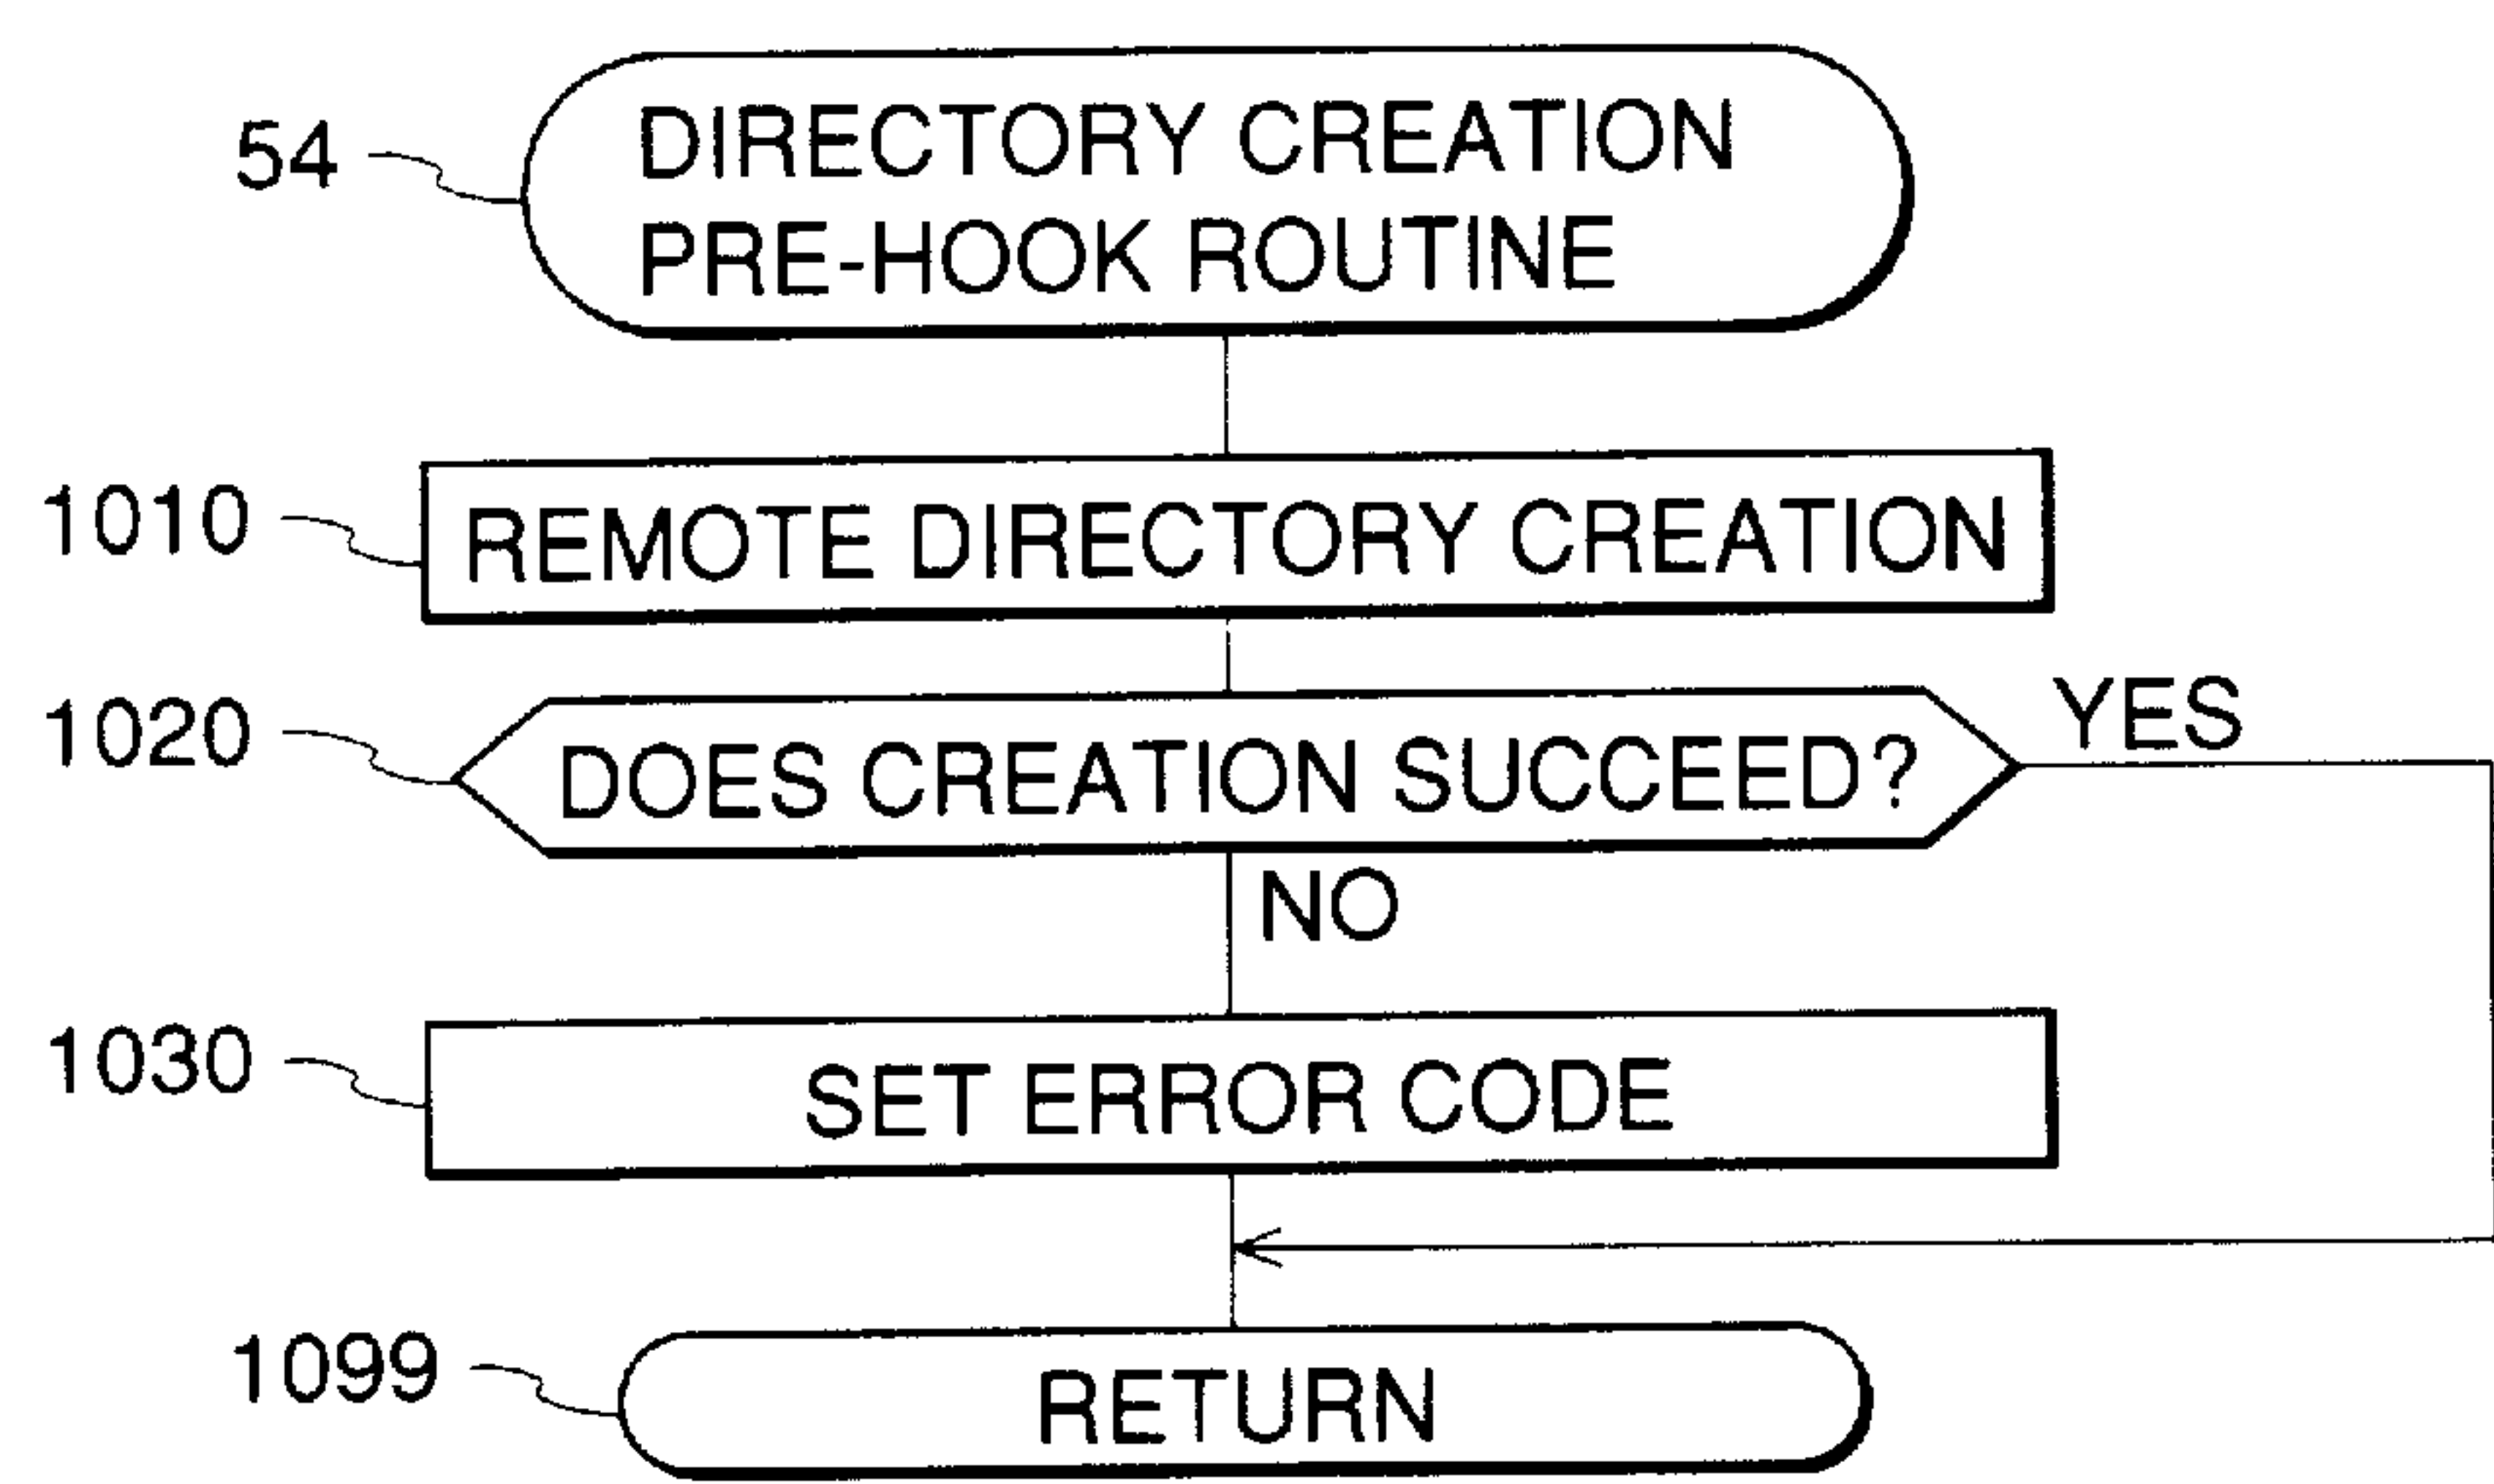 54
DIRECTORY CREATION
PRE-HOOK ROUTINE
1010
REMOTE DIRECTORY CREATION
1020
DOES CREATION SUCCEED?
YES
NO
1030
SET ERROR CODE
1099
RETURN